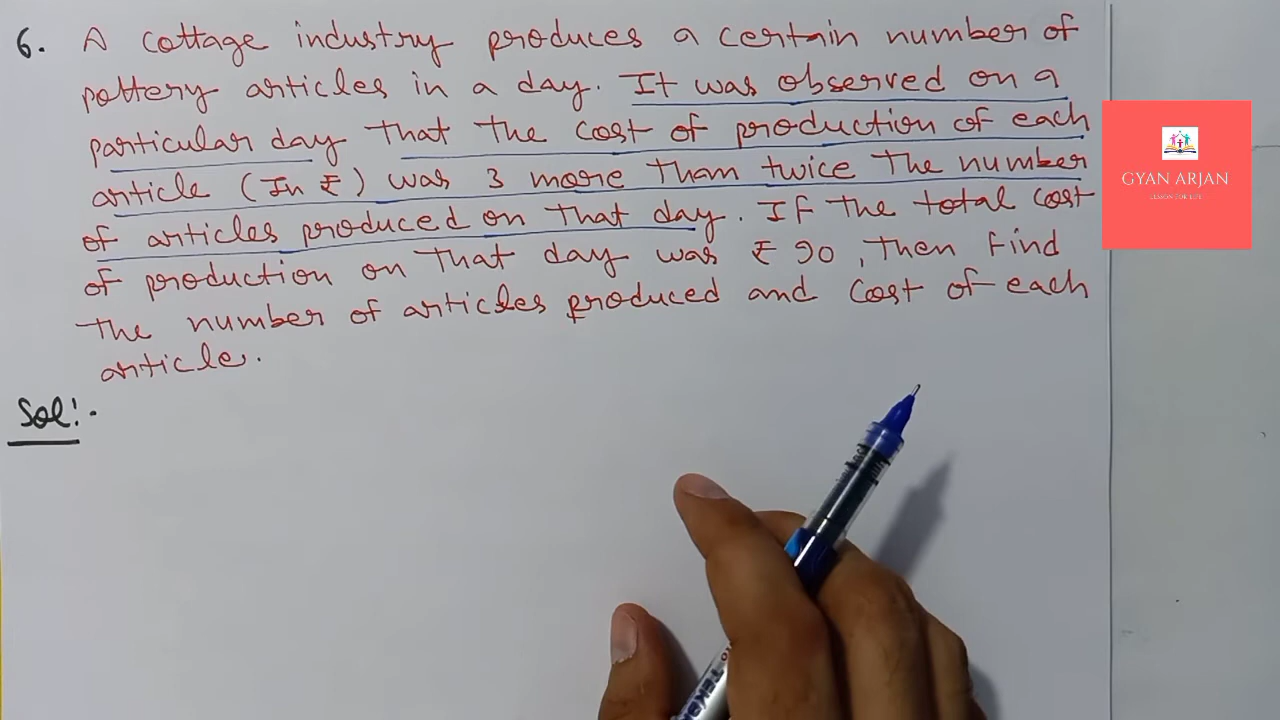 6. A cottage industry produces a certain number of
pottery articles in a day. It was observed on a
particular day that the cost of production of each
article (In ₹) was 3 more than twice the number
of articles produced on that day. If the total cost
of production on that day was ₹ 90, then find
the number of articles produced and cost of each
article.
Sol:-
GYAN ARJAN